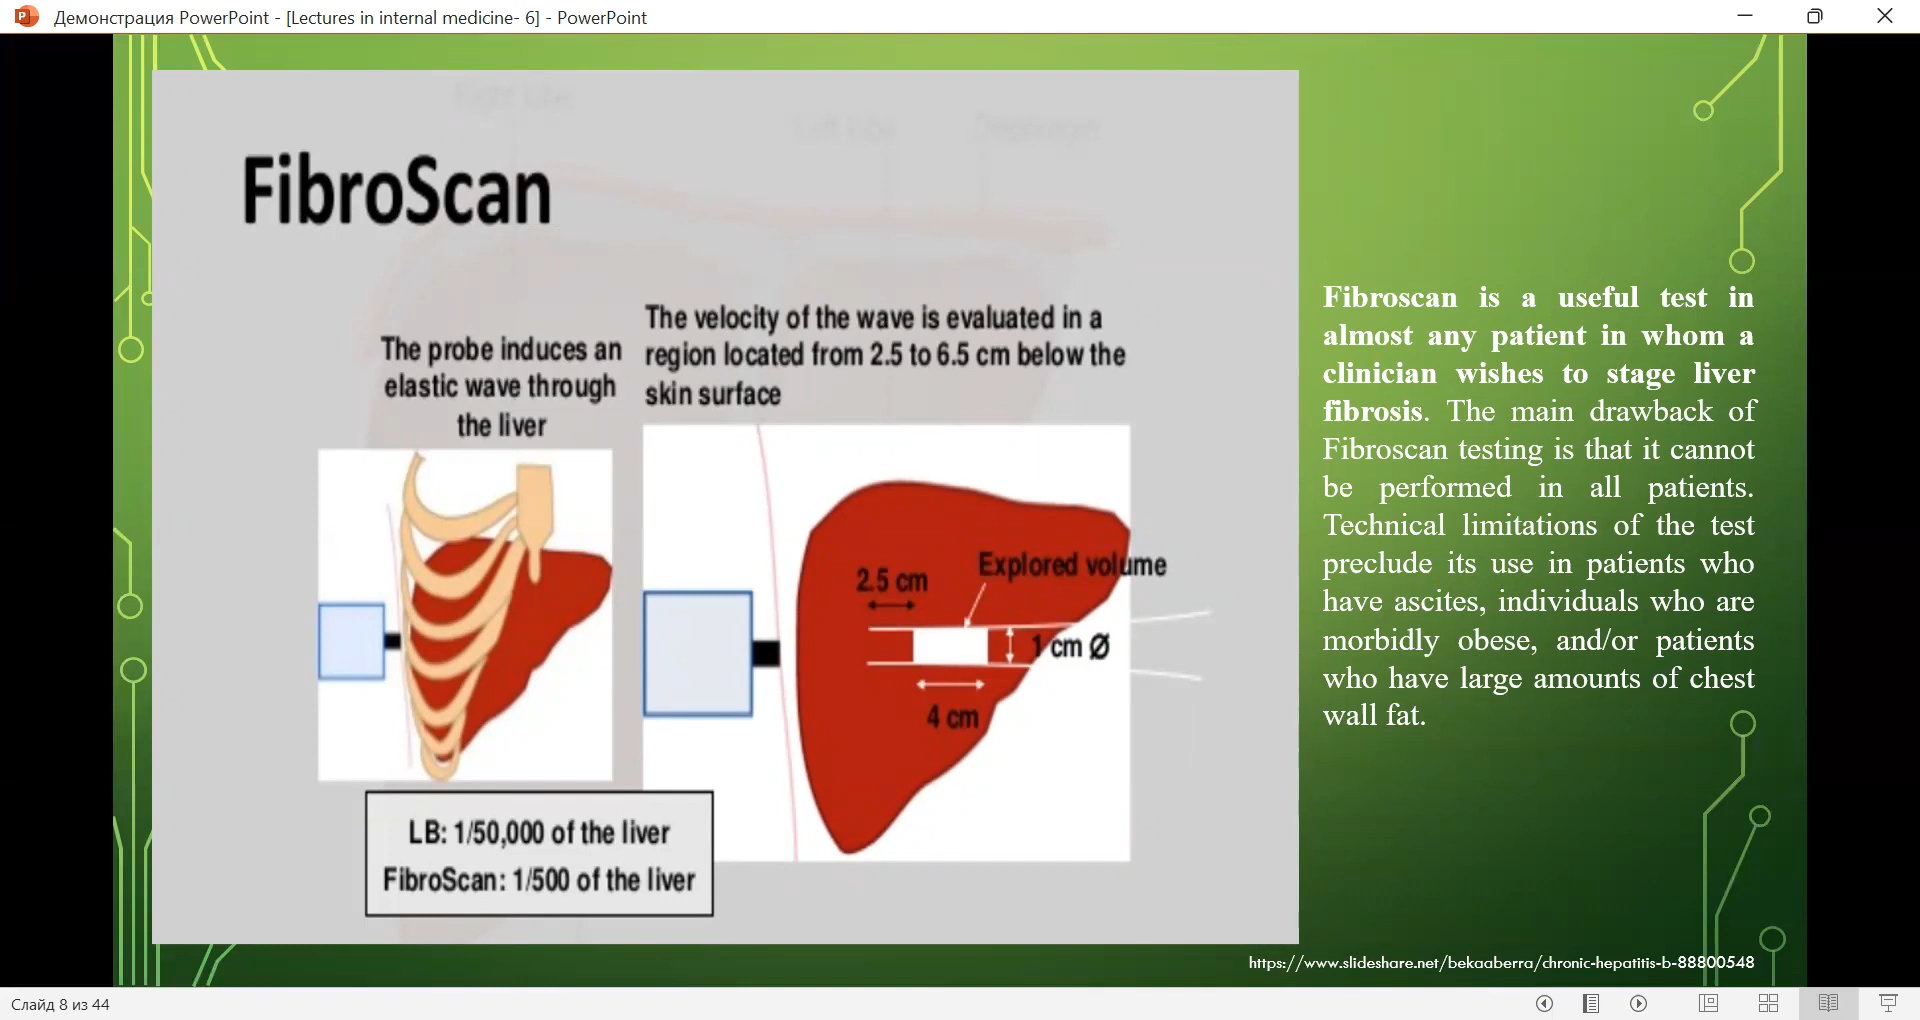 Демонстрация PowerPoint - [Lectures in internal medicine- 6] - PowerPoint
FibroScan
The probe induces an
elastic wave through
the liver
The velocity of the wave is evaluated in a
region located from 2.5 to 6.5 cm below the
skin surface
2.5 cm
Explored volume
1 cm Ø
4 cm
LB: 1/50,000 of the liver
FibroScan: 1/500 of the liver
Fibroscan is a useful test in
almost any patient in whom a
clinician wishes to stage liver
fibrosis. The main drawback of
Fibroscan testing is that it cannot
be performed in all patients.
Technical limitations of the test
preclude its use in patients who
have ascites, individuals who are
morbidly obese, and/or patients
who have large amounts of chest
wall fat.
https://www.slideshare.net/bekaaberra/chronic-hepatitis-b-88800548
Слайд 8 из 44